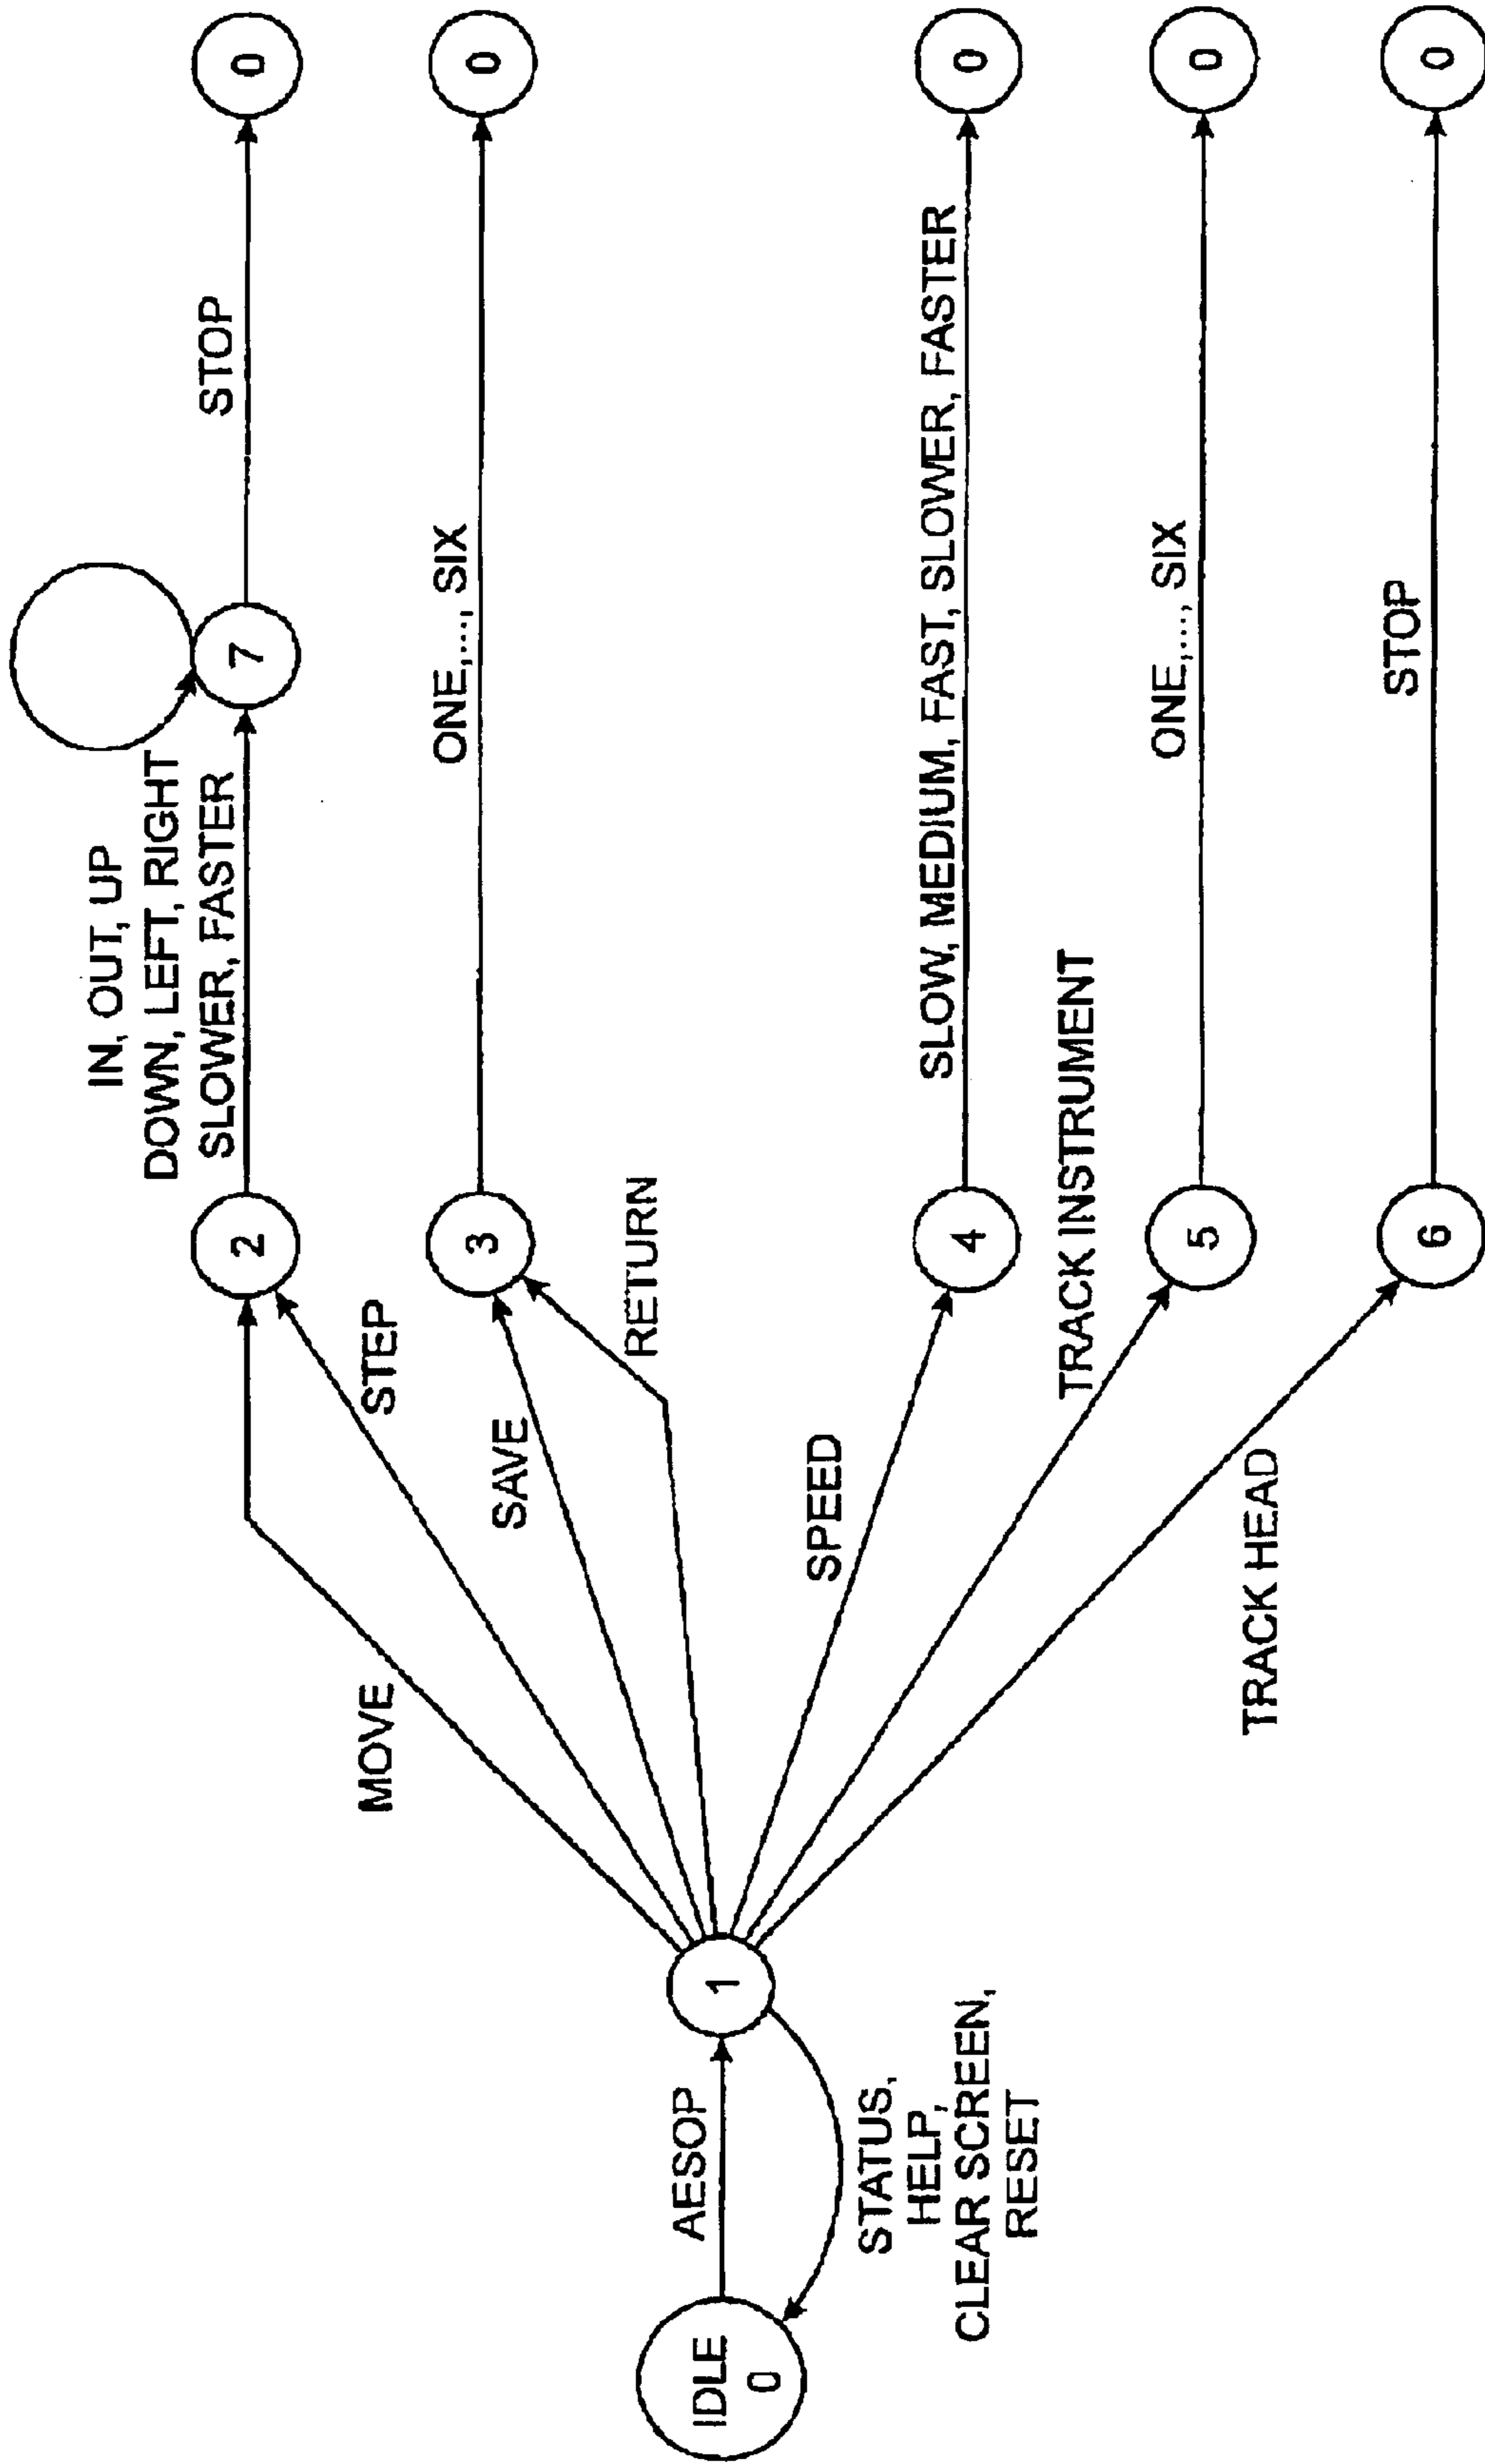 IDLE
0
AESOP
STATUS,
HELP,
CLEAR SCREEN,
RESET
1
MOVE
STEP
SAVE
RETURN
SPEED
TRACK INSTRUMENT
TRACK HEAD
2
IN, OUT, UP
DOWN, LEFT, RIGHT
SLOWER, FASTER
7
STOP
0
3
ONE,..., SIX
0
4
SLOW, MEDIUM, FAST, SLOWER, FASTER
0
5
ONE,..., SIX
0
6
STOP
0